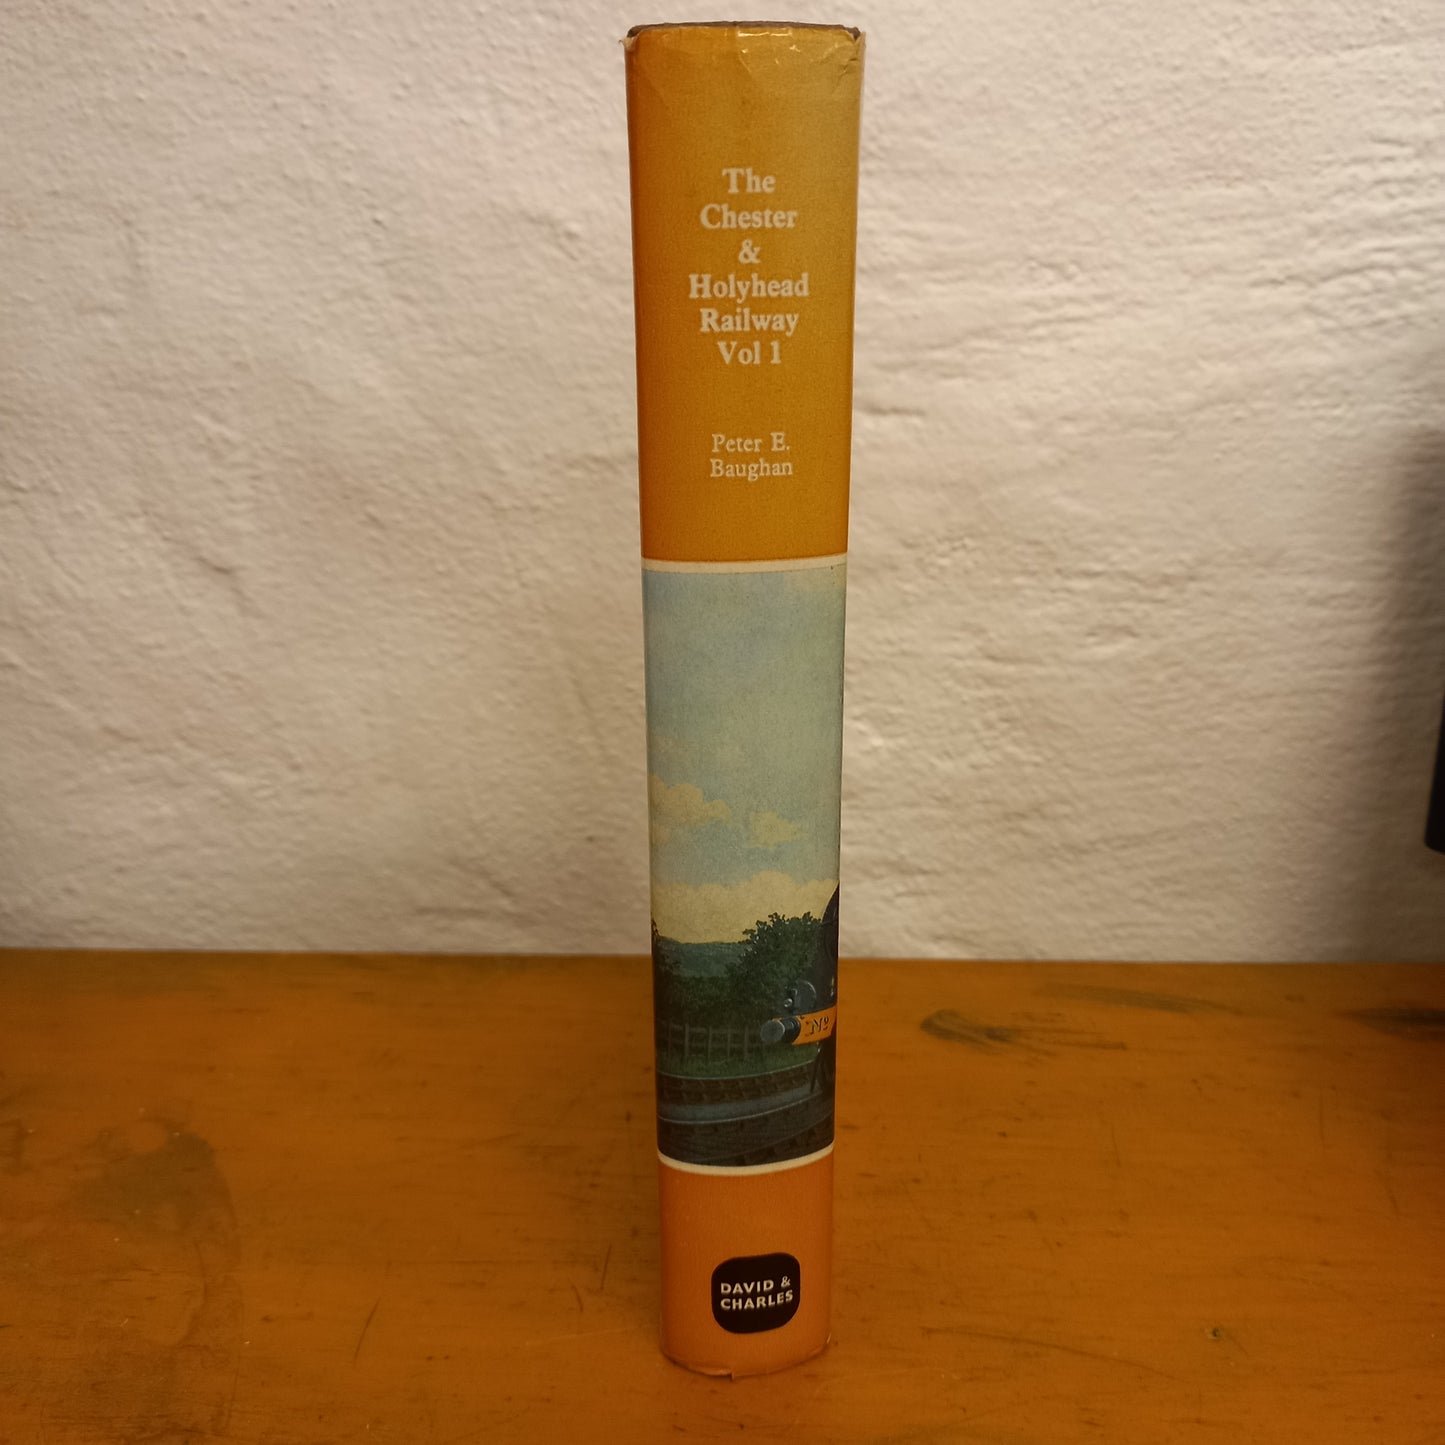 The
Chester
&
Holyhead
Railway
Vol 1
Peter E.
Baughan
Nº
DAVID &
CHARLES